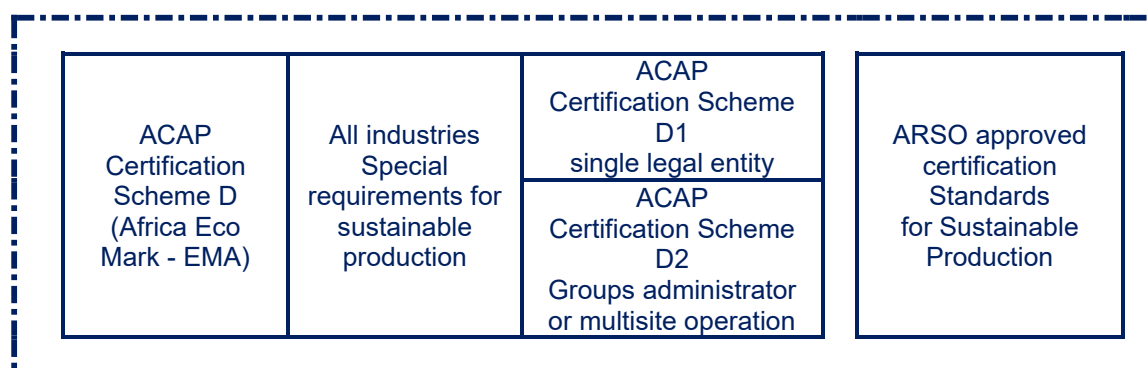 ACAP
Certification
Scheme D
(Africa Eco
Mark - EMA)
All industries
Special
requirements for
sustainable
production
ACAP
Certification Scheme
D1
single legal entity
ACAP
Certification Scheme
D2
Groups administrator
or multisite operation
ARSO approved
certification
Standards
for Sustainable
Production